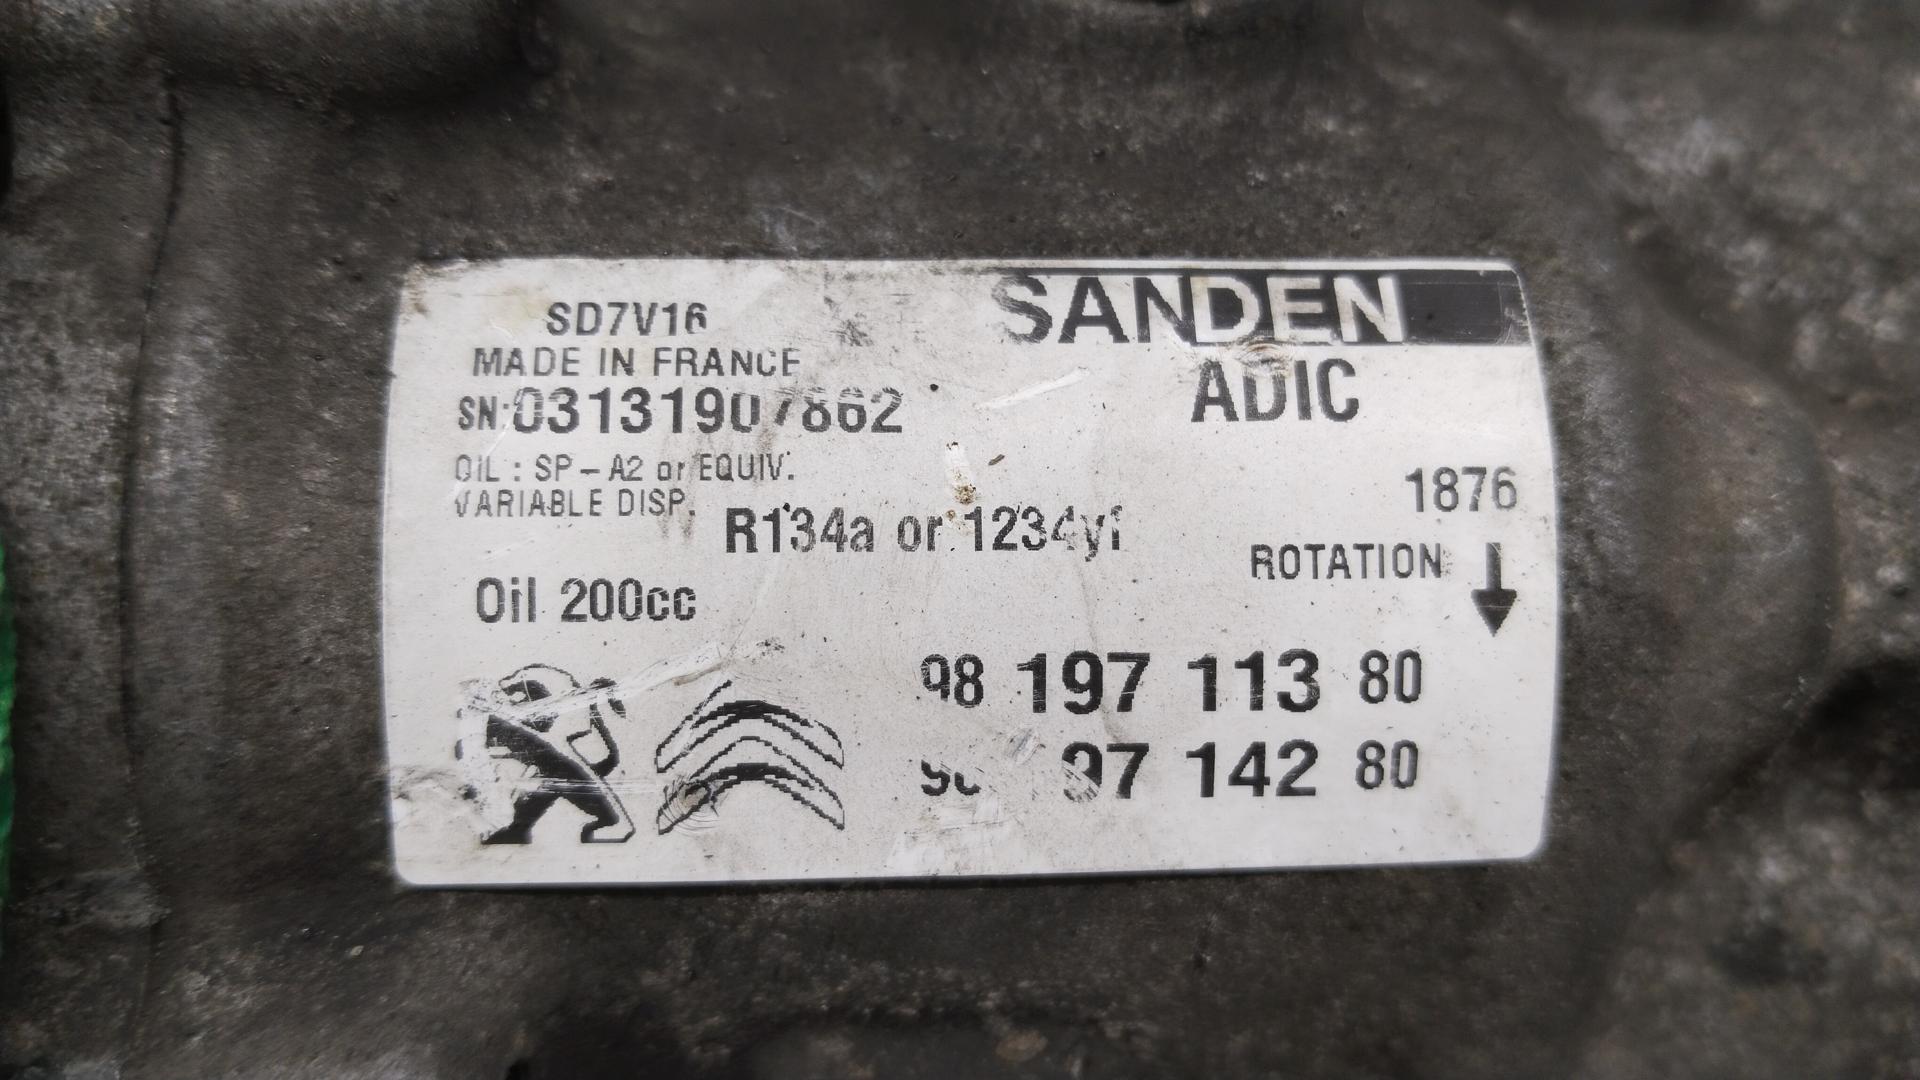 SD7V16
SANDEN
MADE IN FRANCE
ADIC
SN:03131907862
OIL : SP - A2 or EQUIV.
1876
VARIABLE DISP.
R134a or 1234yf
ROTATION
Oil 200cc
98 197 113 80
97 142 80